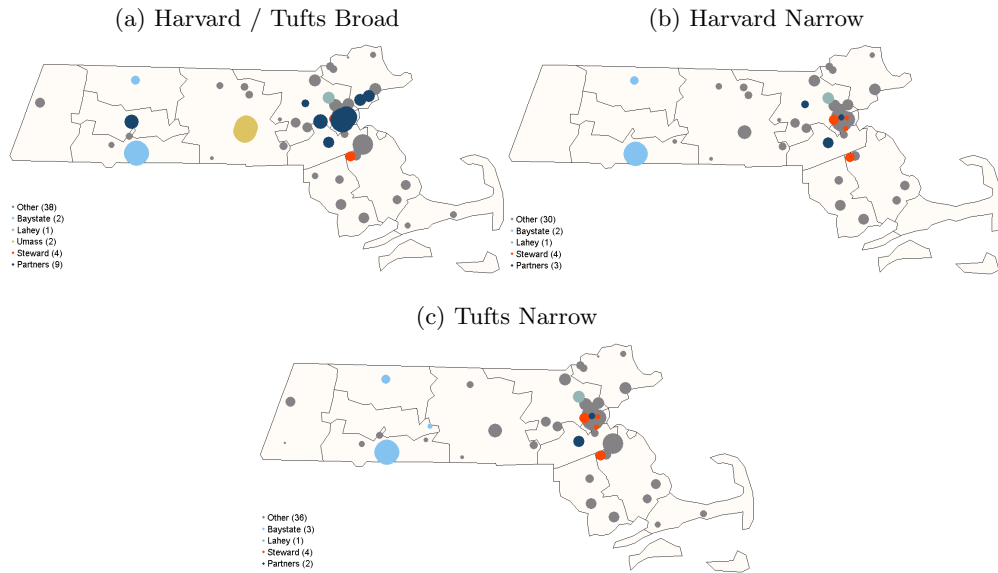 (a) Harvard / Tufts Broad
(b) Harvard Narrow
Other (38)
Baystate (2)
Lahey (1)
Umass (2)
Steward (4)
Partners (9)
Other (30)
Baystate (2)
Lahey (1)
Steward (4)
Partners (3)
(c) Tufts Narrow
Other (36)
Baystate (3)
Lahey (1)
Steward (4)
Partners (2)